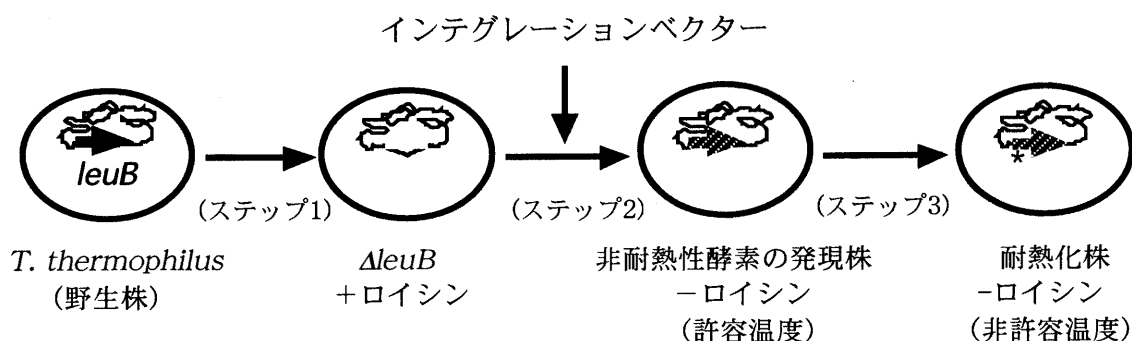 インテグレーションベクター
leuB
*
(ステップ1)
(ステップ2)
(ステップ3)
T. thermophilus
(野生株)
ΔleuB
+ロイシン
非耐熱性酵素の発現株
−ロイシン
(許容温度)
耐熱化株
-ロイシン
(非許容温度)